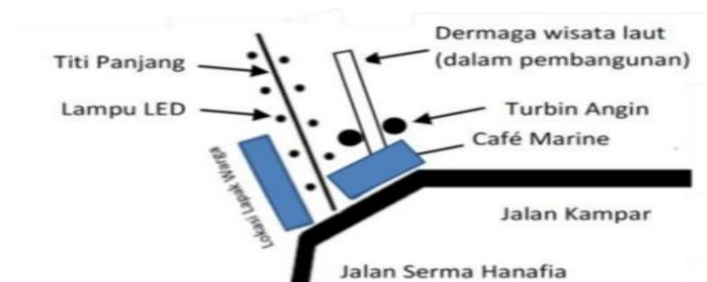 Dermaga wisata laut
(dalam pembangunan)
Titi Panjang
Lampu LED
Turbin Angin
Café Marine
Lokasi Lapak Warga
Jalan Kampar
Jalan Serma Hanafia